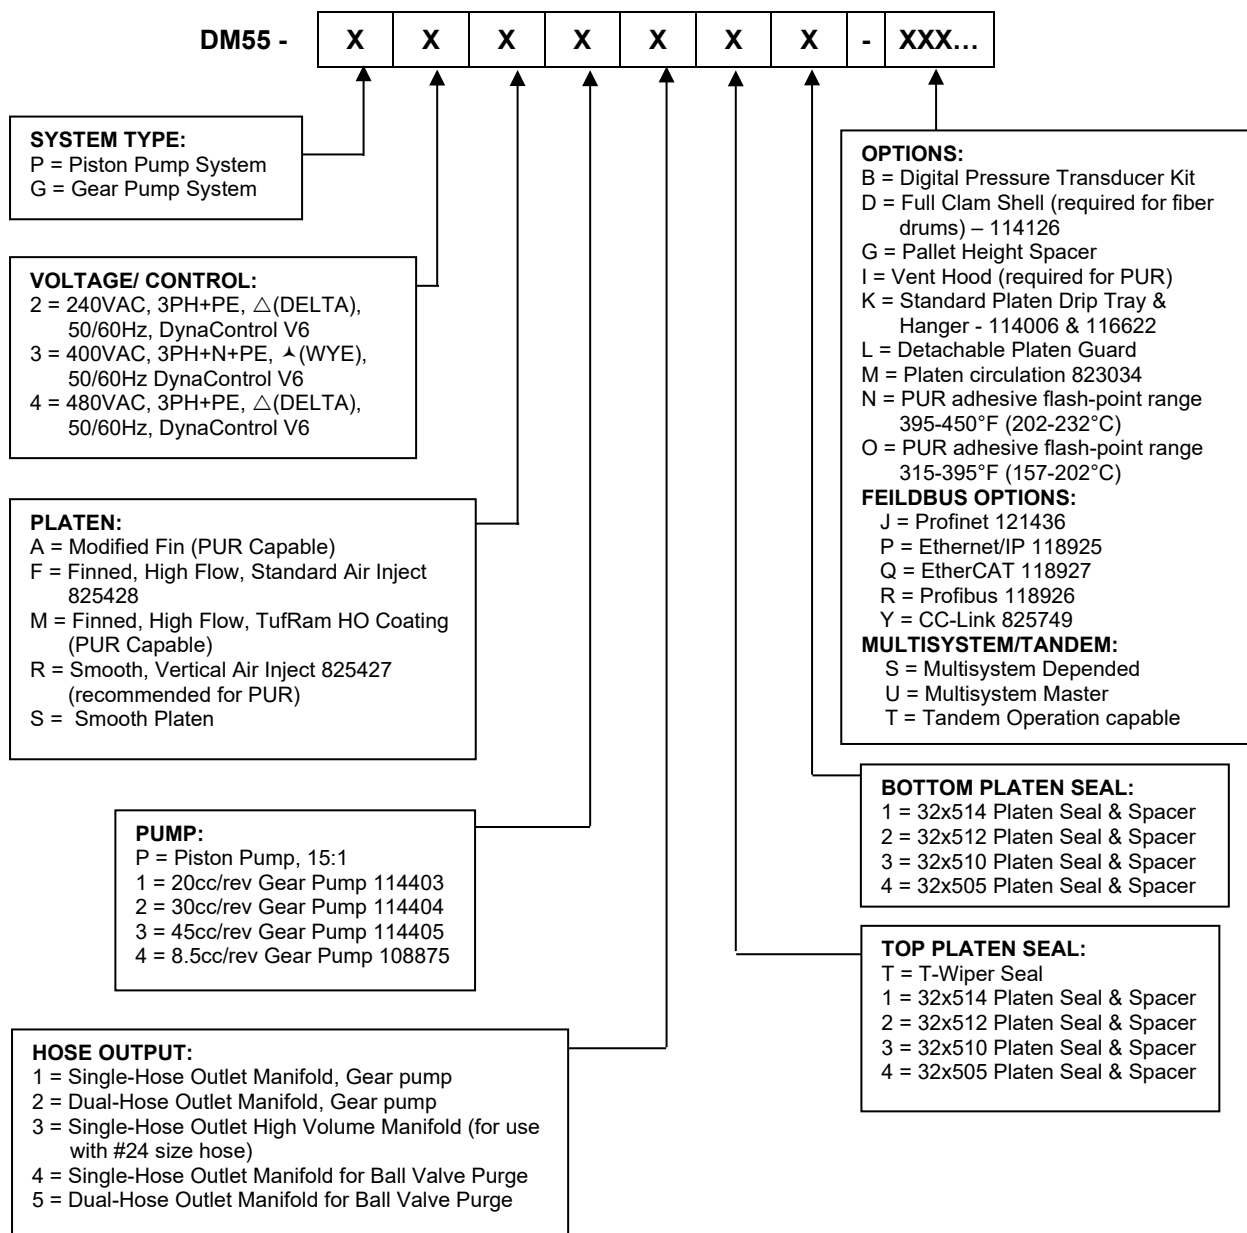 DM55 - X X X X X X X - XXX...
SYSTEM TYPE:
P = Piston Pump System
G = Gear Pump System
VOLTAGE/ CONTROL:
2 = 240VAC, 3PH+PE, △(DELTA),
50/60Hz, DynaControl V6
3 = 400VAC, 3PH+N+PE, ⅄(WYE),
50/60Hz DynaControl V6
4 = 480VAC, 3PH+PE, △(DELTA),
50/60Hz, DynaControl V6
PLATEN:
A = Modified Fin (PUR Capable)
F = Finned, High Flow, Standard Air Inject
825428
M = Finned, High Flow, TufRam HO Coating
(PUR Capable)
R = Smooth, Vertical Air Inject 825427
(recommended for PUR)
S = Smooth Platen
PUMP:
P = Piston Pump, 15:1
1 = 20cc/rev Gear Pump 114403
2 = 30cc/rev Gear Pump 114404
3 = 45cc/rev Gear Pump 114405
4 = 8.5cc/rev Gear Pump 108875
HOSE OUTPUT:
1 = Single-Hose Outlet Manifold, Gear pump
2 = Dual-Hose Outlet Manifold, Gear pump
3 = Single-Hose Outlet High Volume Manifold (for use
with #24 size hose)
4 = Single-Hose Outlet Manifold for Ball Valve Purge
5 = Dual-Hose Outlet Manifold for Ball Valve Purge
OPTIONS:
B = Digital Pressure Transducer Kit
D = Full Clam Shell (required for fiber
drums) – 114126
G = Pallet Height Spacer
I = Vent Hood (required for PUR)
K = Standard Platen Drip Tray &
Hanger - 114006 & 116622
L = Detachable Platen Guard
M = Platen circulation 823034
N = PUR adhesive flash-point range
395-450°F (202-232°C)
O = PUR adhesive flash-point range
315-395°F (157-202°C)
FEILDBUS OPTIONS:
J = Profinet 121436
P = Ethernet/IP 118925
Q = EtherCAT 118927
R = Profibus 118926
Y = CC-Link 825749
MULTISYSTEM/TANDEM:
S = Multisystem Depended
U = Multisystem Master
T = Tandem Operation capable
BOTTOM PLATEN SEAL:
1 = 32x514 Platen Seal & Spacer
2 = 32x512 Platen Seal & Spacer
3 = 32x510 Platen Seal & Spacer
4 = 32x505 Platen Seal & Spacer
TOP PLATEN SEAL:
T = T-Wiper Seal
1 = 32x514 Platen Seal & Spacer
2 = 32x512 Platen Seal & Spacer
3 = 32x510 Platen Seal & Spacer
4 = 32x505 Platen Seal & Spacer